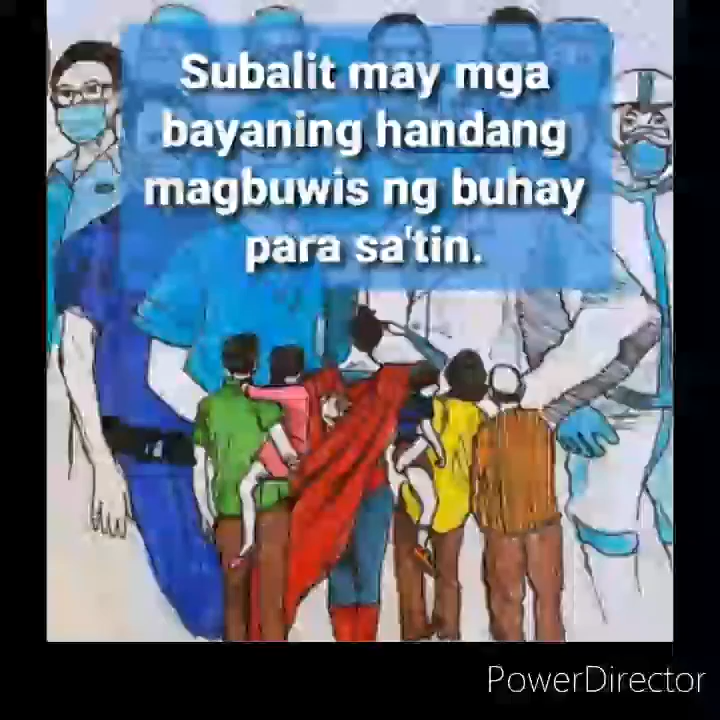 Subalit may mga
bayaning handang
magbuwis ng buhay
para sa'tin.
PowerDirector